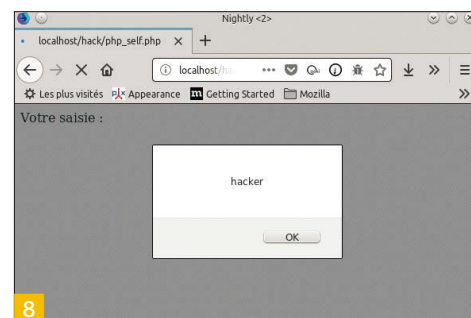 Nightly <2>
localhost/hack/php_self.php
localhost/h
Les plus visités Appearance Getting Started Mozilla
Votre saisie :
hacker
OK
8